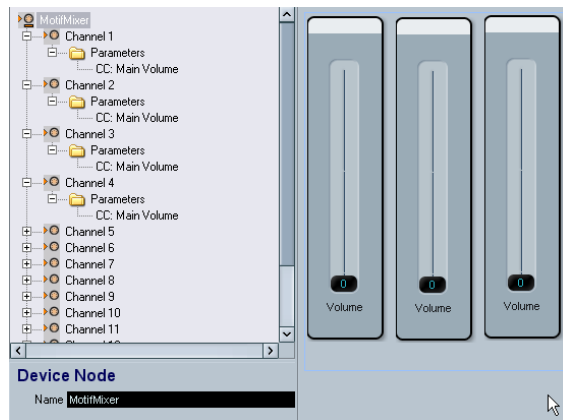 MotifMixer
Channel 1
Parameters
CC: Main Volume
Channel 2
Parameters
CC: Main Volume
Channel 3
Parameters
CC: Main Volume
Channel 4
Parameters
CC: Main Volume
Channel 5
Channel 6
Channel 7
Channel 8
Channel 9
Channel 10
Channel 11
Device Node
Name MotifMixer
0 0 0
Volume Volume Volume